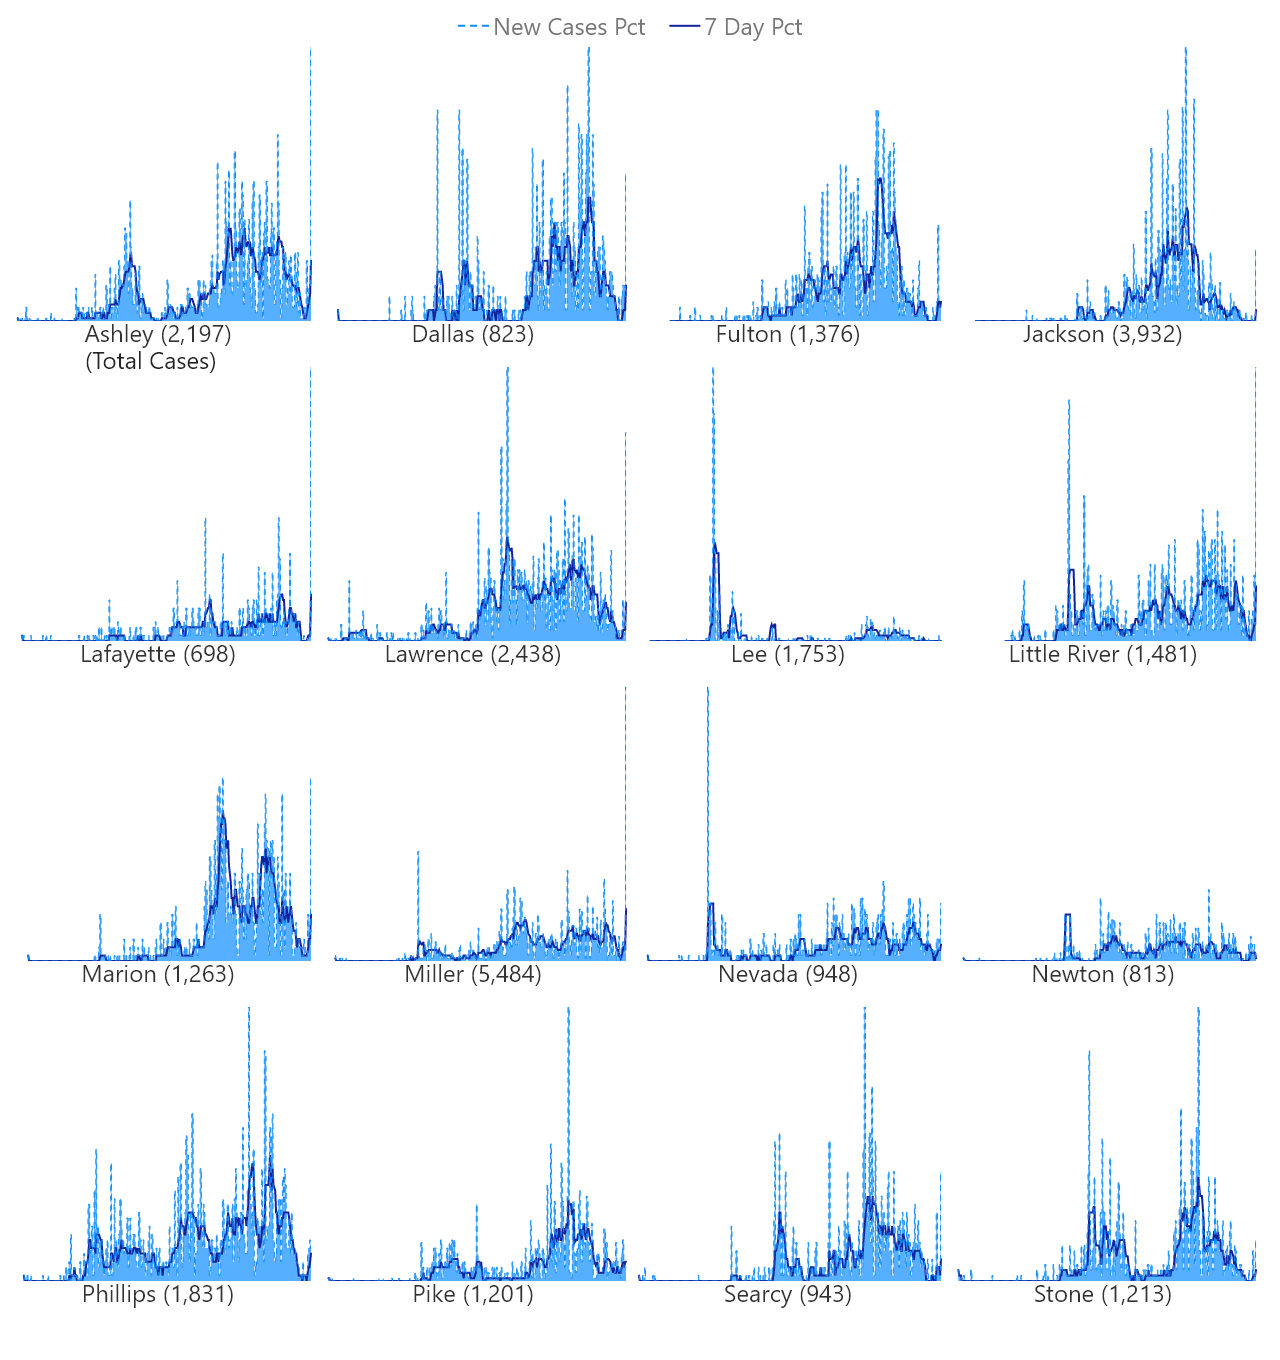 New Cases Pct 7 Day Pct
Ashley (2,197) Dallas (823) Fulton (1,376) Jackson (3,932)
(Total Cases)
Lafayette (698) Lawrence (2,438) Lee (1,753) Little River (1,481)
Marion (1,263) Miller (5,484) Nevada (948) Newton (813)
Phillips (1,831) Pike (1,201) Searcy (943) Stone (1,213)